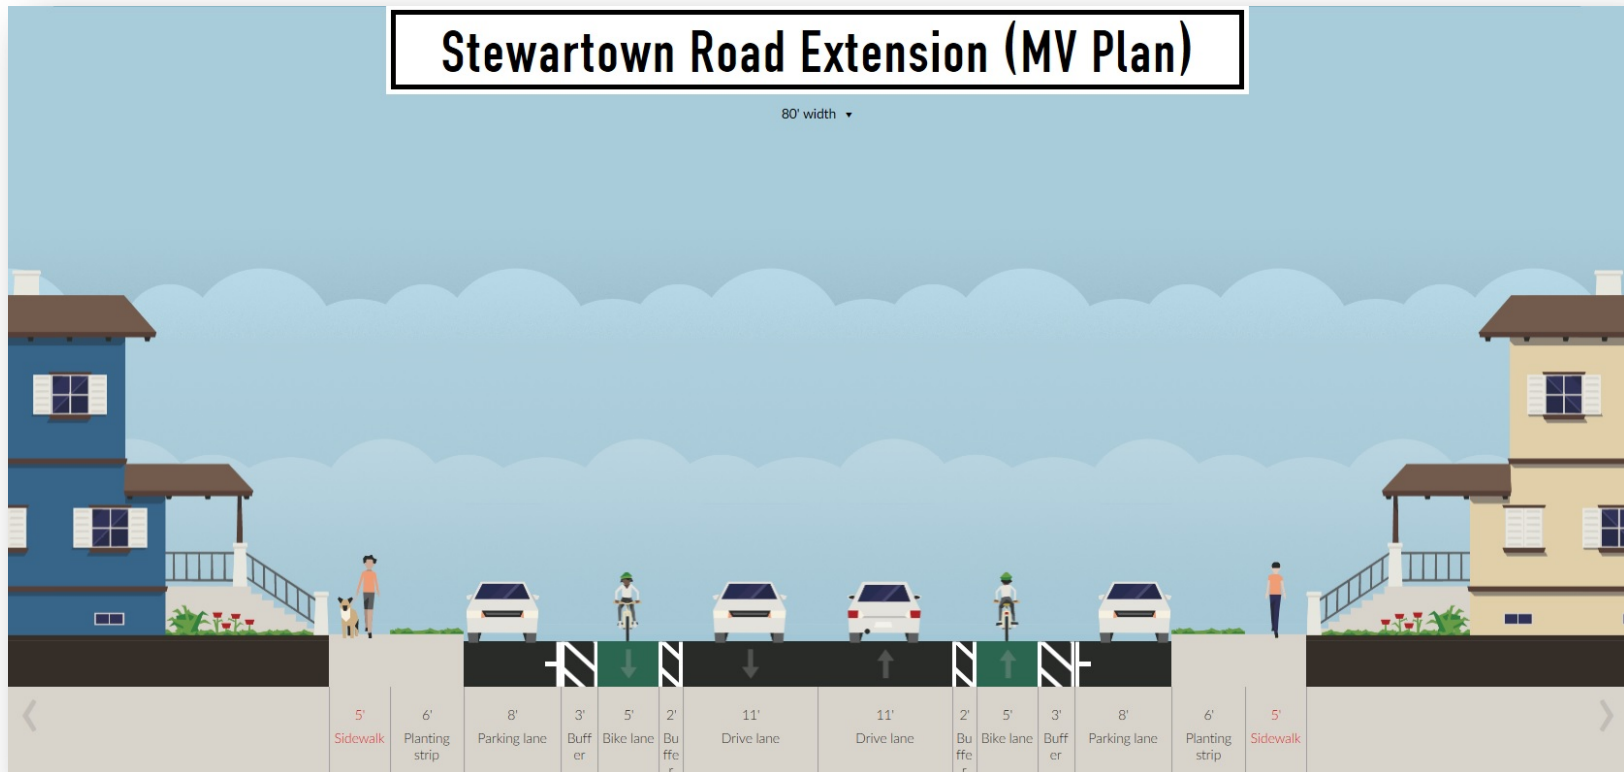 Stewartown Road Extension (MV Plan)
80' width ▾
5' 6' 8' 3' 5' 2' 11' 11' 2' 5' 3' 8' 6' 5'
Sidewalk Planting Parking lane Buff Bike lane Bu Drive lane Drive lane Bu Bike lane Buff Parking lane Planting Sidewalk
strip er ffe ffe er strip
r r